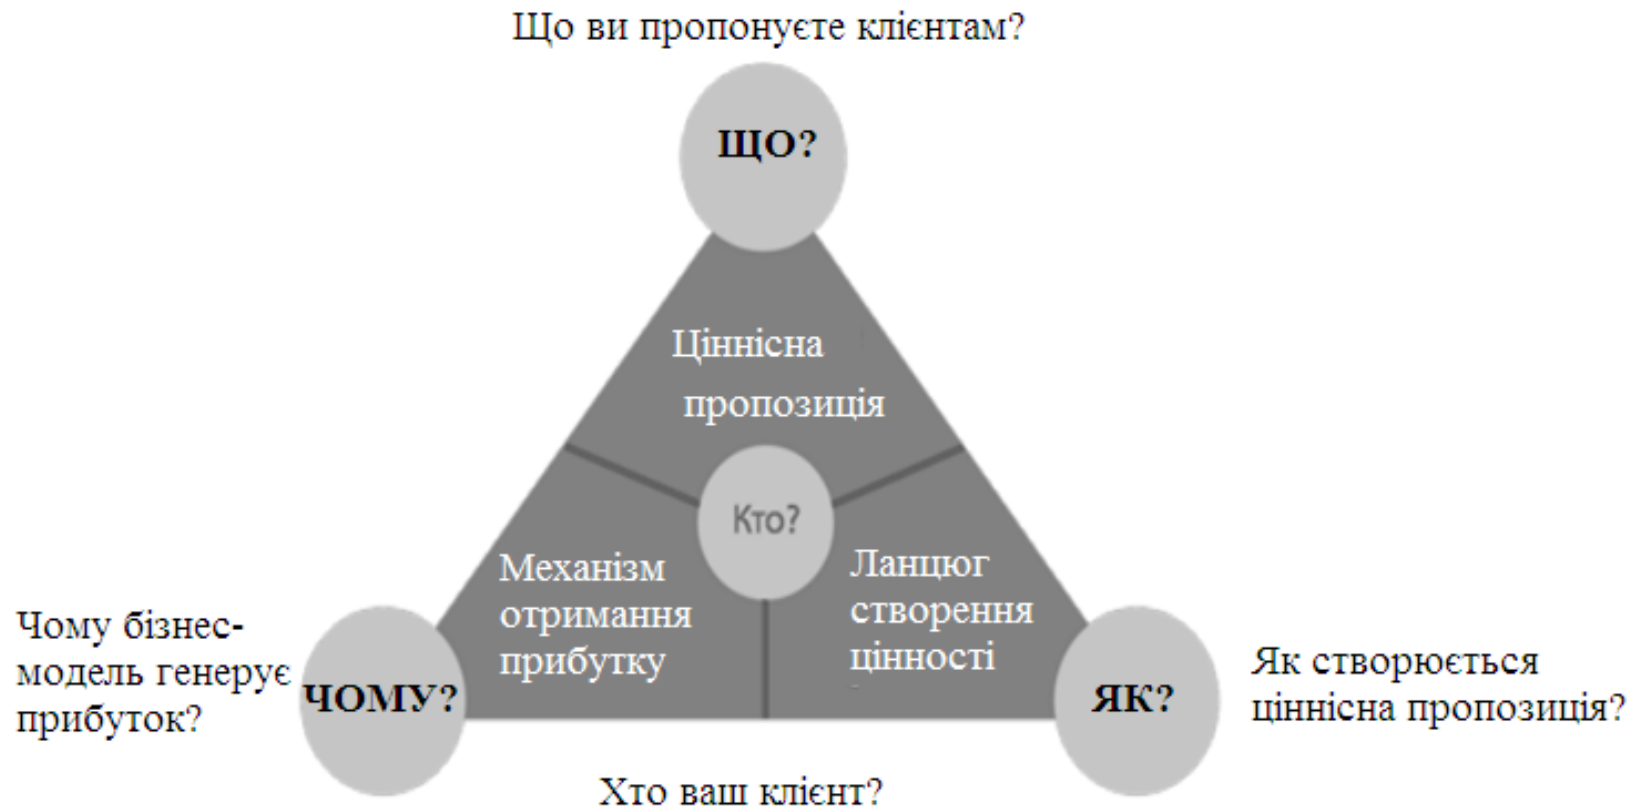 Що ви пропонуєте клієнтам?
ЩО?
Ціннісна
пропозиція
Кто?
Механізм
отримання
прибутку
Ланцюг
створення
цінності
Чому бізнес-
модель генерує
прибуток?
ЧОМУ?
ЯК?
Як створюється
ціннісна пропозиція?
Хто ваш клієнт?